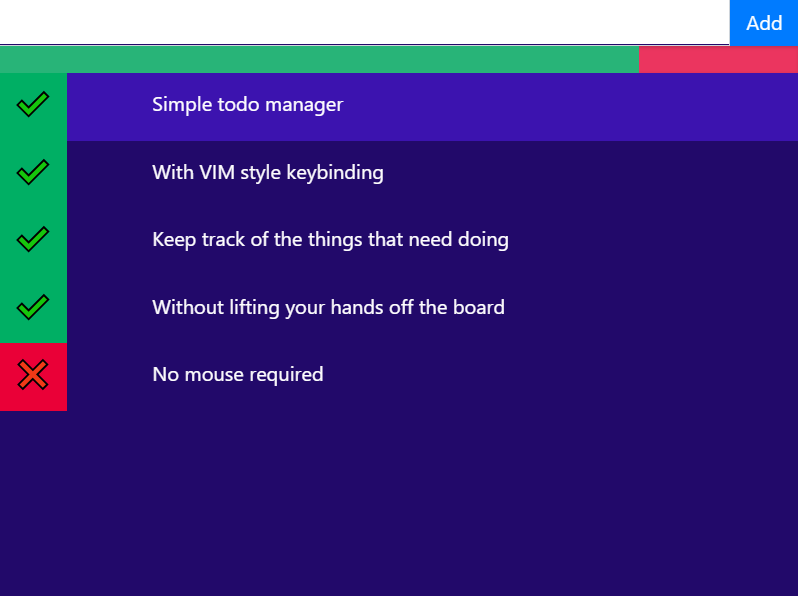 Add
Simple todo manager
With VIM style keybinding
Keep track of the things that need doing
Without lifting your hands off the board
No mouse required